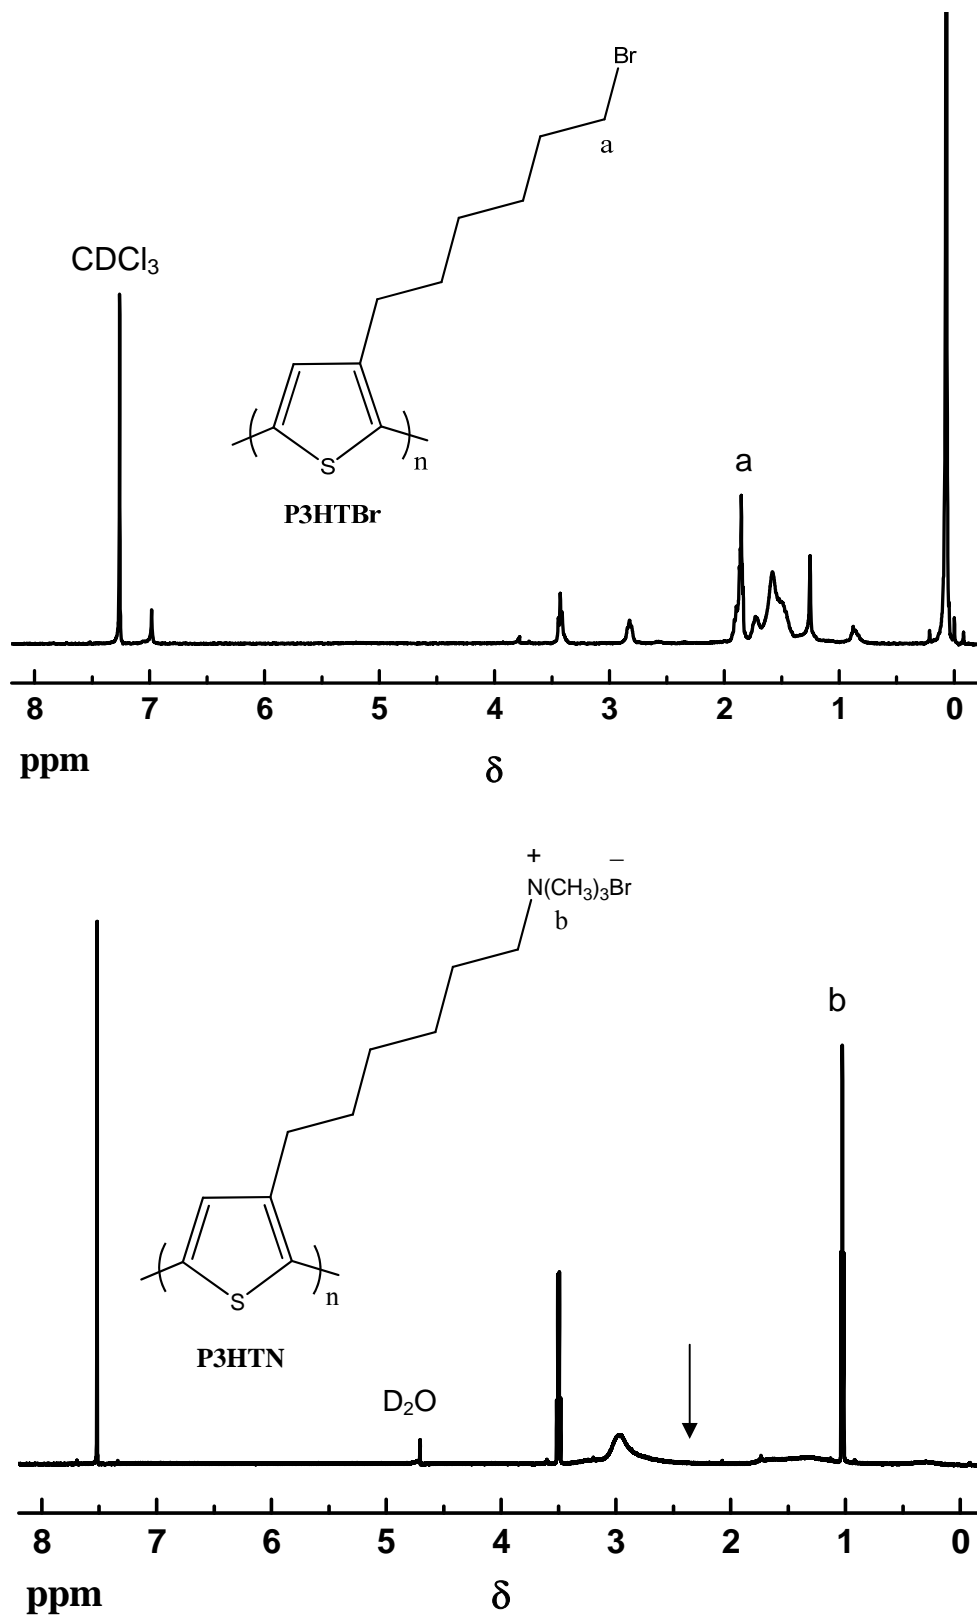 Br
a
CDCl₃
S
n
P3HTBr
a
8 7 6 5 4 3 2 1 0
ppm
δ
+ –
N(CH₃)₃Br
b
b
S
n
P3HTN
D₂O
8 7 6 5 4 3 2 1 0
ppm
δ